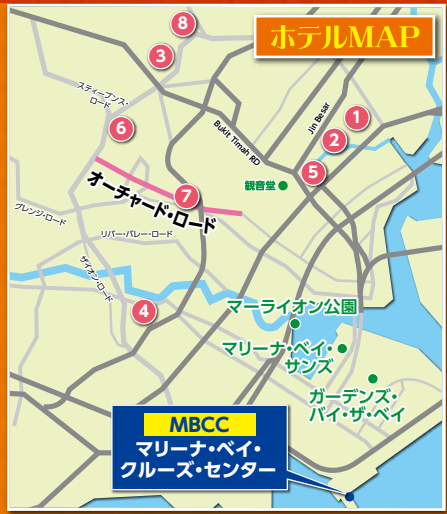 ホテルMAP
8
3
スティーブンス・
ロード
6
Bukit Timah RD
Jln Besar
1
2
5
観音堂
オーチャード・ロード
7
グレンジ・ロード
リバー・バレー・ロード
ザイオン・ロード
4
マーライオン公園
マリーナ・ベイ・
サンズ
ガーデンズ・
バイ・ザ・ベイ
MBCC
マリーナ・ベイ・
クルーズ・センター